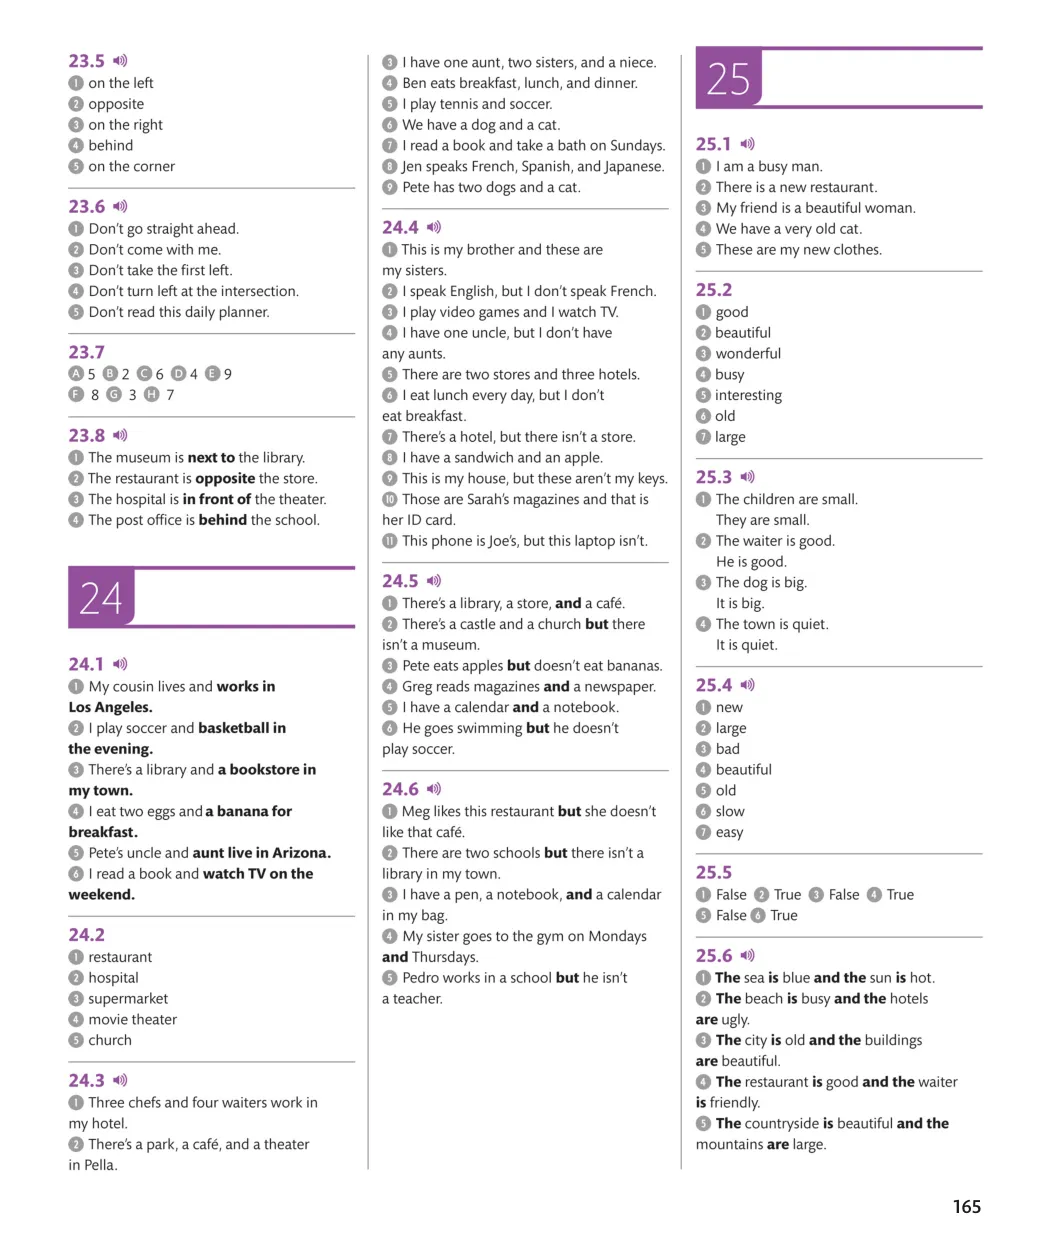 23.5
1 on the left
2 opposite
3 on the right
4 behind
5 on the corner
23.6
1 Don’t go straight ahead.
2 Don’t come with me.
3 Don’t take the first left.
4 Don’t turn left at the intersection.
5 Don’t read this daily planner.
23.7
A 5 B 2 C 6 D 4 E 9
F 8 G 3 H 7
23.8
1 The museum is next to the library.
2 The restaurant is opposite the store.
3 The hospital is in front of the theater.
4 The post office is behind the school.
24
24.1
1 My cousin lives and works in
Los Angeles.
2 I play soccer and basketball in
the evening.
3 There’s a library and a bookstore in
my town.
4 I eat two eggs and a banana for
breakfast.
5 Pete’s uncle and aunt live in Arizona.
6 I read a book and watch TV on the
weekend.
24.2
1 restaurant
2 hospital
3 supermarket
4 movie theater
5 church
24.3
1 Three chefs and four waiters work in
my hotel.
2 There’s a park, a café, and a theater
in Pella.
3 I have one aunt, two sisters, and a niece.
4 Ben eats breakfast, lunch, and dinner.
5 I play tennis and soccer.
6 We have a dog and a cat.
7 I read a book and take a bath on Sundays.
8 Jen speaks French, Spanish, and Japanese.
9 Pete has two dogs and a cat.
24.4
1 This is my brother and these are
my sisters.
2 I speak English, but I don’t speak French.
3 I play video games and I watch TV.
4 I have one uncle, but I don’t have
any aunts.
5 There are two stores and three hotels.
6 I eat lunch every day, but I don’t
eat breakfast.
7 There’s a hotel, but there isn’t a store.
8 I have a sandwich and an apple.
9 This is my house, but these aren’t my keys.
10 Those are Sarah’s magazines and that is
her ID card.
11 This phone is Joe’s, but this laptop isn’t.
24.5
1 There’s a library, a store, and a café.
2 There’s a castle and a church but there
isn’t a museum.
3 Pete eats apples but doesn’t eat bananas.
4 Greg reads magazines and a newspaper.
5 I have a calendar and a notebook.
6 He goes swimming but he doesn’t
play soccer.
24.6
1 Meg likes this restaurant but she doesn’t
like that café.
2 There are two schools but there isn’t a
library in my town.
3 I have a pen, a notebook, and a calendar
in my bag.
4 My sister goes to the gym on Mondays
and Thursdays.
5 Pedro works in a school but he isn’t
a teacher.
25
25.1
1 I am a busy man.
2 There is a new restaurant.
3 My friend is a beautiful woman.
4 We have a very old cat.
5 These are my new clothes.
25.2
1 good
2 beautiful
3 wonderful
4 busy
5 interesting
6 old
7 large
25.3
1 The children are small.
They are small.
2 The waiter is good.
He is good.
3 The dog is big.
It is big.
4 The town is quiet.
It is quiet.
25.4
1 new
2 large
3 bad
4 beautiful
5 old
6 slow
7 easy
25.5
1 False 2 True 3 False 4 True
5 False 6 True
25.6
1 The sea is blue and the sun is hot.
2 The beach is busy and the hotels
are ugly.
3 The city is old and the buildings
are beautiful.
4 The restaurant is good and the waiter
is friendly.
5 The countryside is beautiful and the
mountains are large.
165